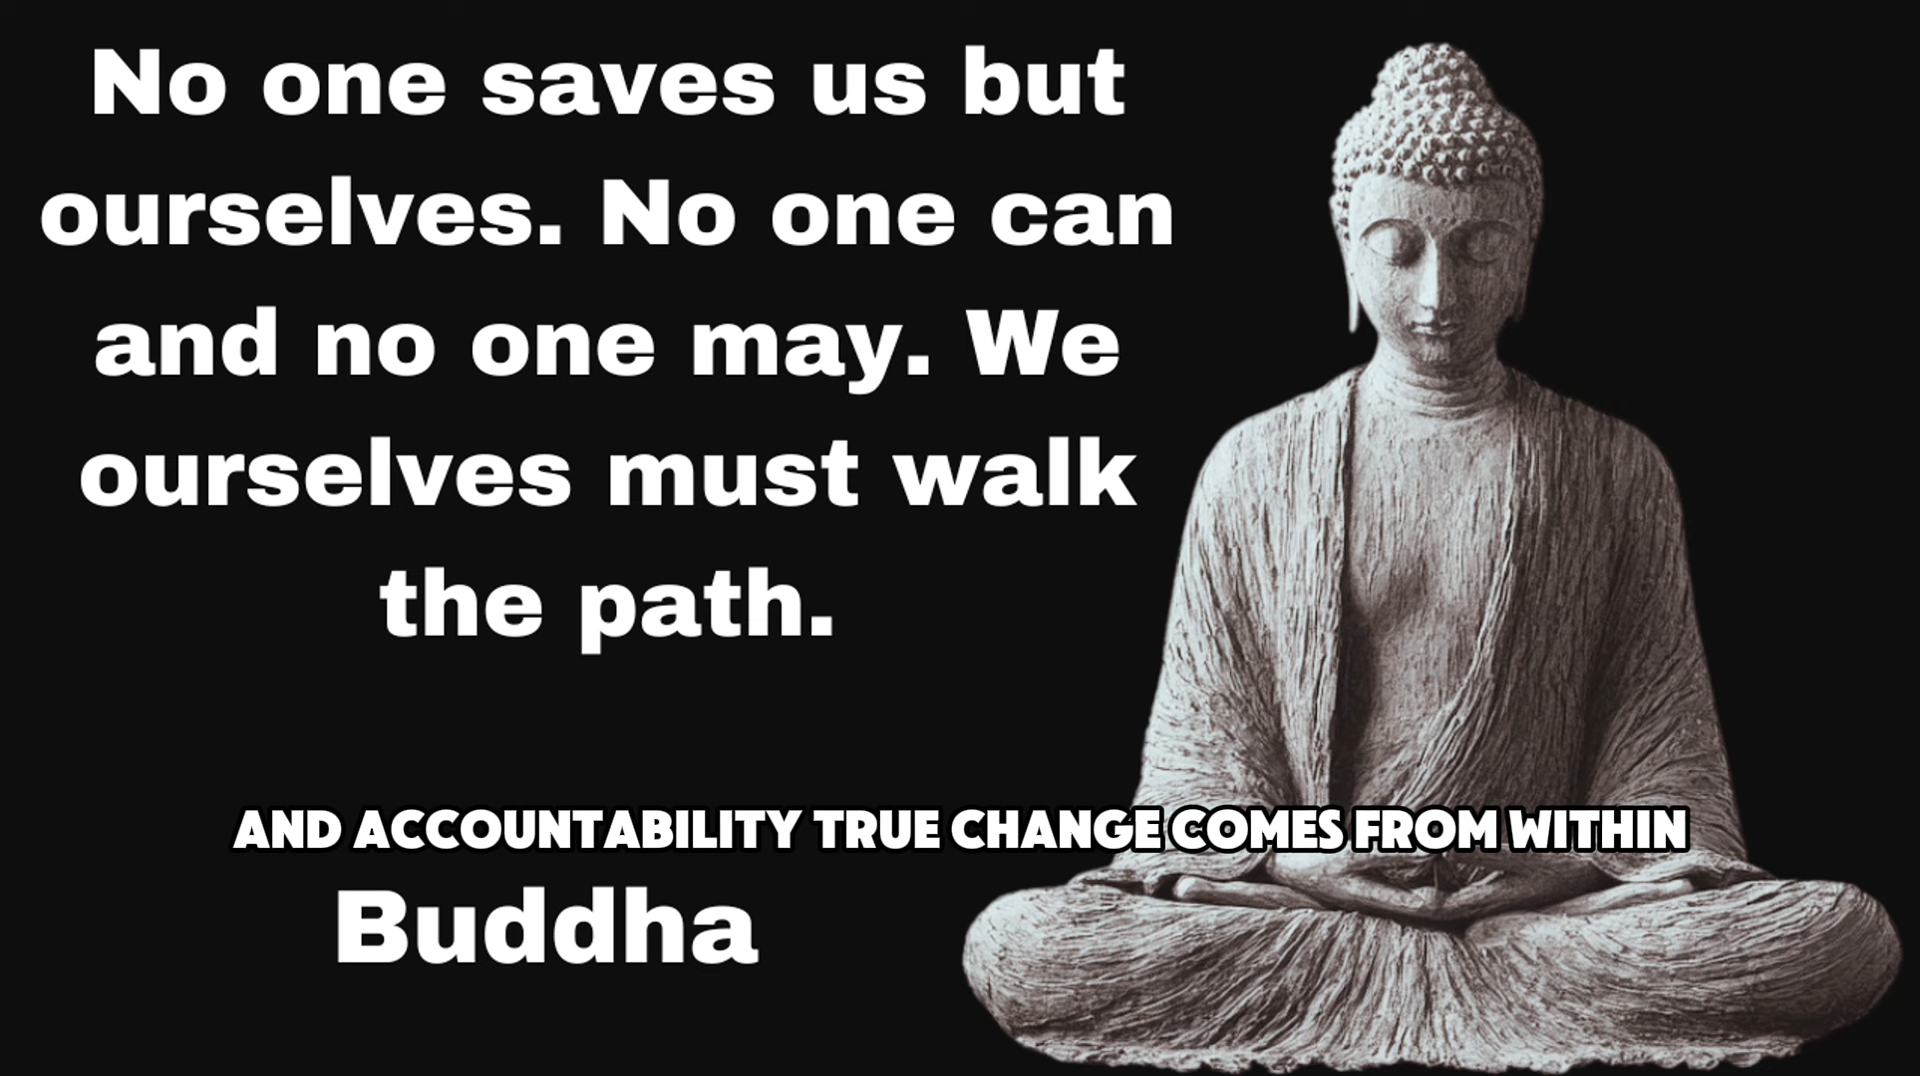 No one saves us but
ourselves. No one can
and no one may. We
ourselves must walk
the path.
AND ACCOUNTABILITY TRUE CHANGE COMES FROM WITHIN
Buddha